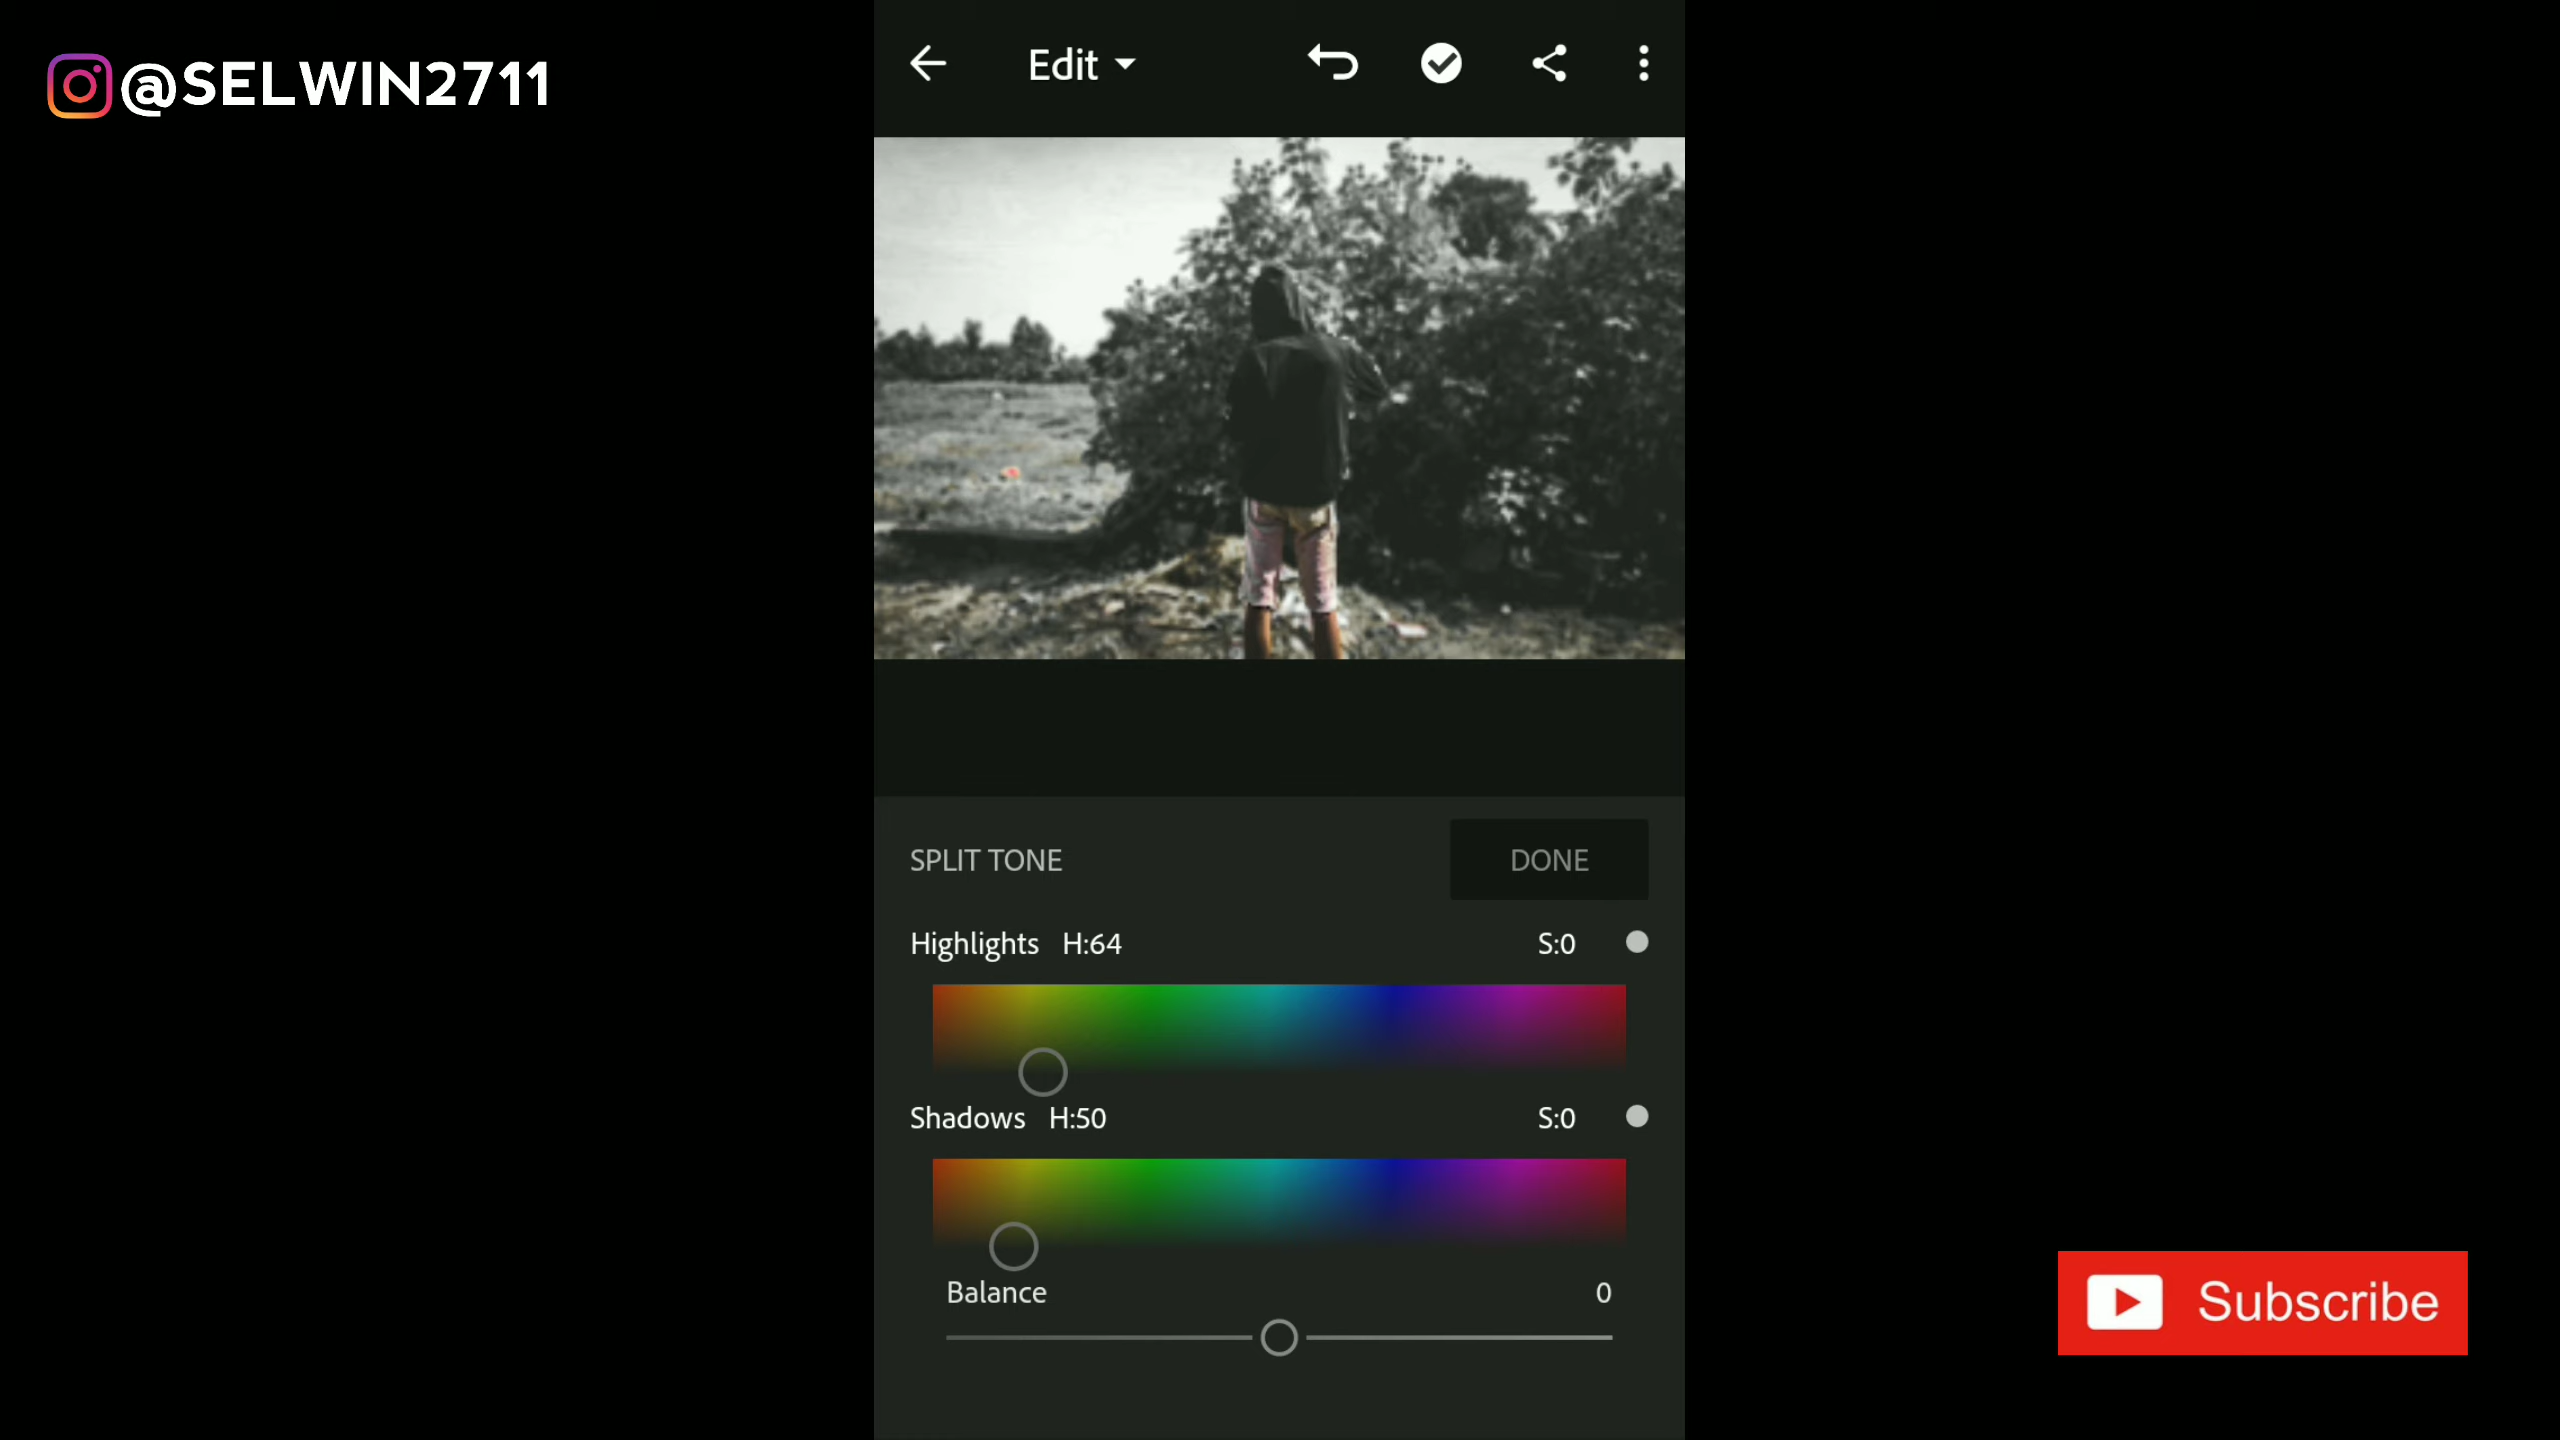 @SELWIN2711
Edit
SPLIT TONE
DONE
Highlights H:64 S:0
Shadows H:50 S:0
Balance 0
Subscribe